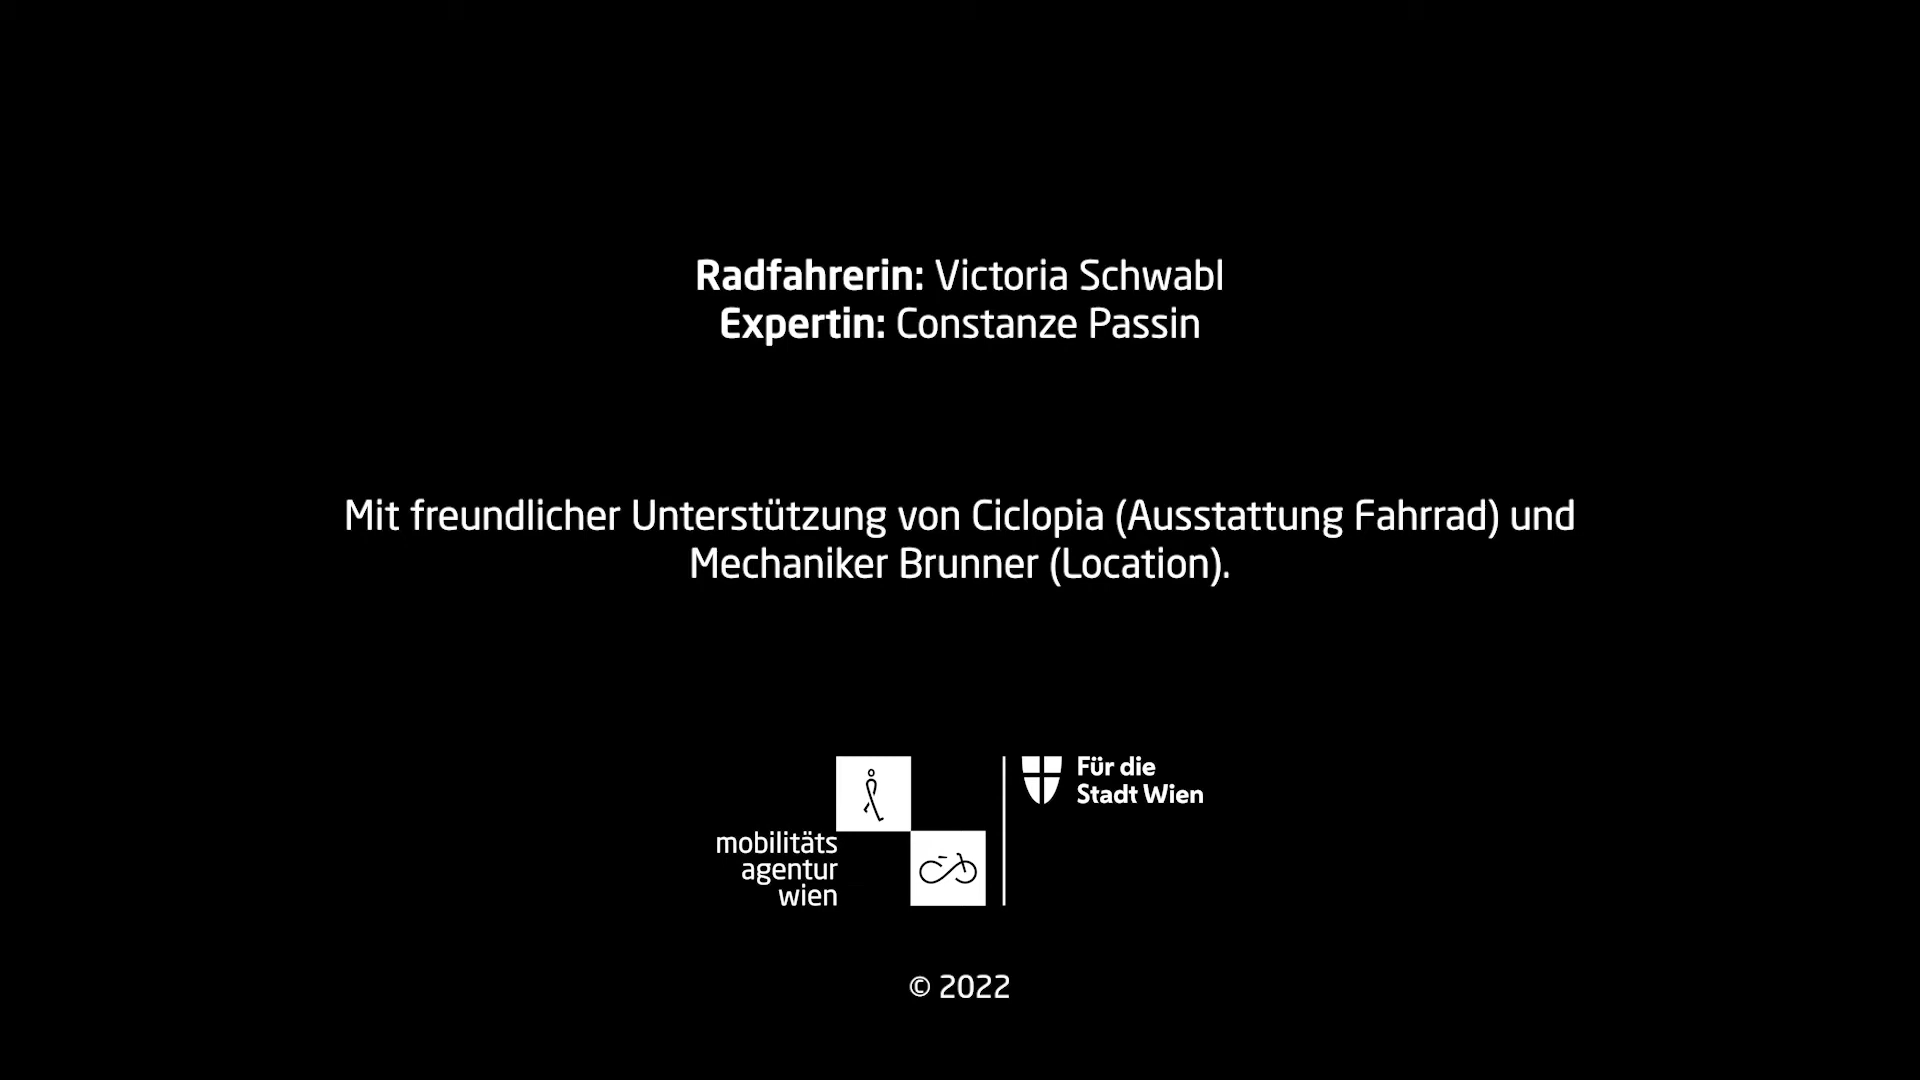 Radfahrerin: Victoria Schwabl
Expertin: Constanze Passin
Mit freundlicher Unterstützung von Ciclopia (Ausstattung Fahrrad) und
Mechaniker Brunner (Location).
mobilitäts
agentur
wien
Für die
Stadt Wien
© 2022